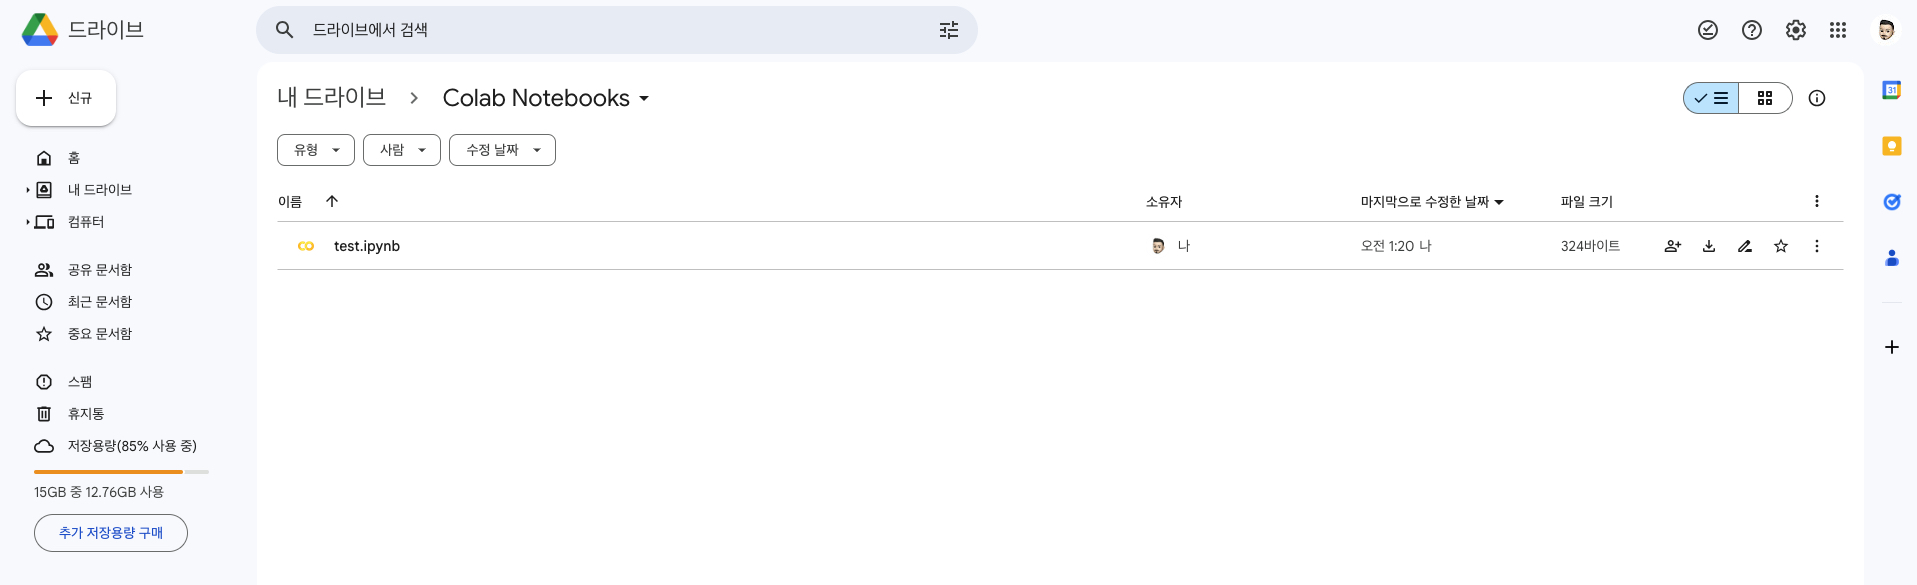 드라이브
드라이브에서 검색
신규
홈
내 드라이브
컴퓨터
공유 문서함
최근 문서함
중요 문서함
스팸
휴지통
저장용량(85% 사용 중)
15GB 중 12.76GB 사용
추가 저장용량 구매
내 드라이브 Colab Notebooks
유형 사람 수정 날짜
이름 소유자 마지막으로 수정한 날짜 파일 크기
test.ipynb 나 오전 1:20 나 324바이트
31